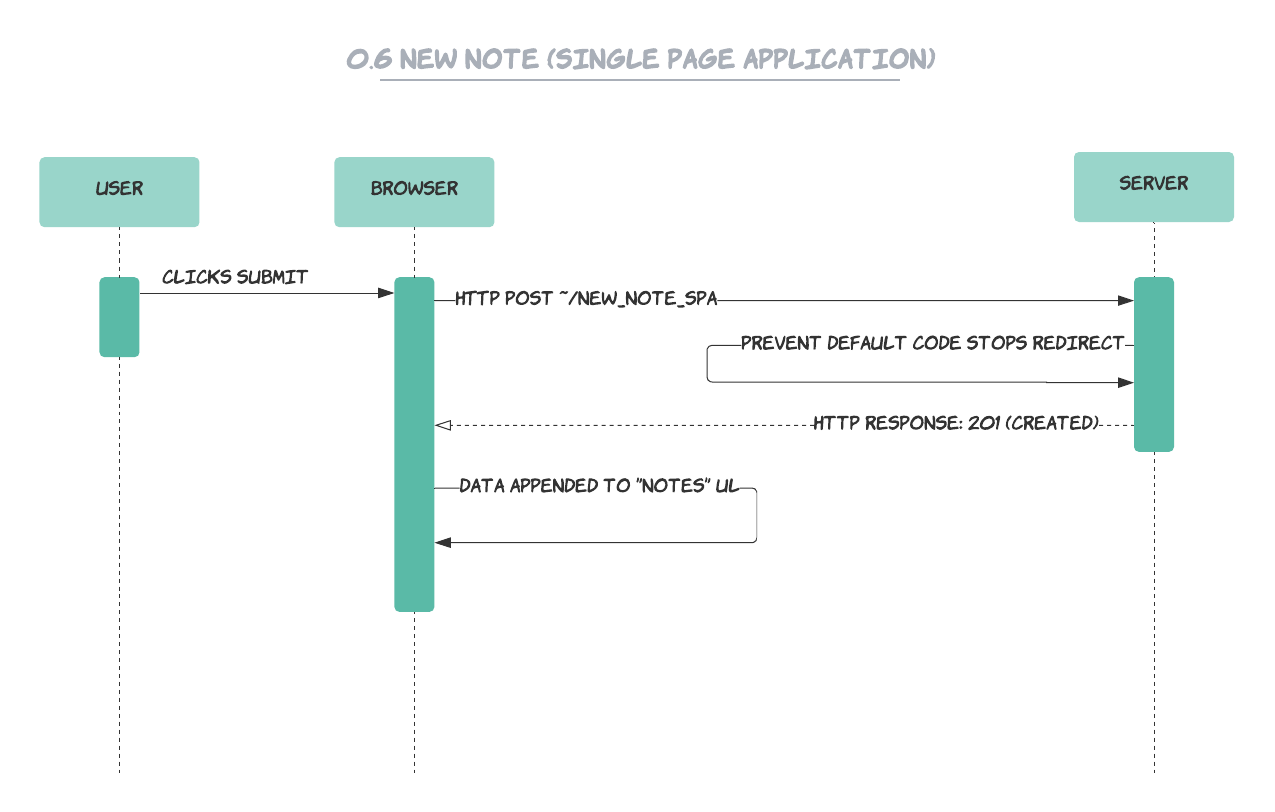 0.6 NEW NOTE (SINGLE PAGE APPLICATION)
USER
BROWSER
SERVER
CLICKS SUBMIT
HTTP POST ~/NEW_NOTE_SPA
PREVENT DEFAULT CODE STOPS REDIRECT
HTTP RESPONSE: 201 (CREATED)
DATA APPENDED TO "NOTES" UL